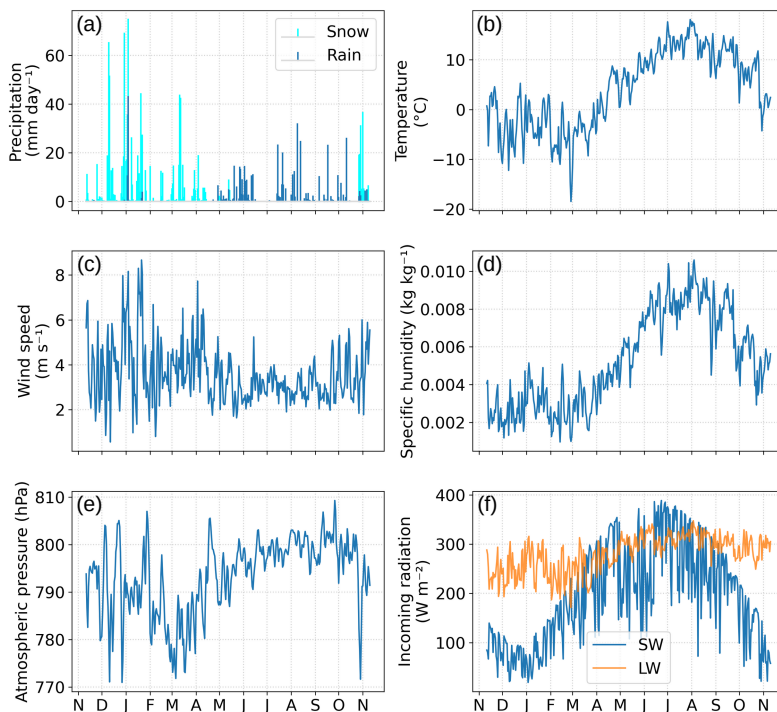 (a)
Snow
Rain
Precipitation
(mm day⁻¹)
60
40
20
0
(b)
Temperature
(°C)
10
0
−10
−20
(c)
Wind speed
(m s⁻¹)
8
6
4
2
(d)
Specific humidity (kg kg⁻¹)
0.010
0.008
0.006
0.004
0.002
(e)
Atmospheric pressure (hPa)
810
800
790
780
770
N D J F M A M J J A S O N
(f)
Incoming radiation
(W m⁻²)
400
300
200
100
SW
LW
N D J F M A M J J A S O N